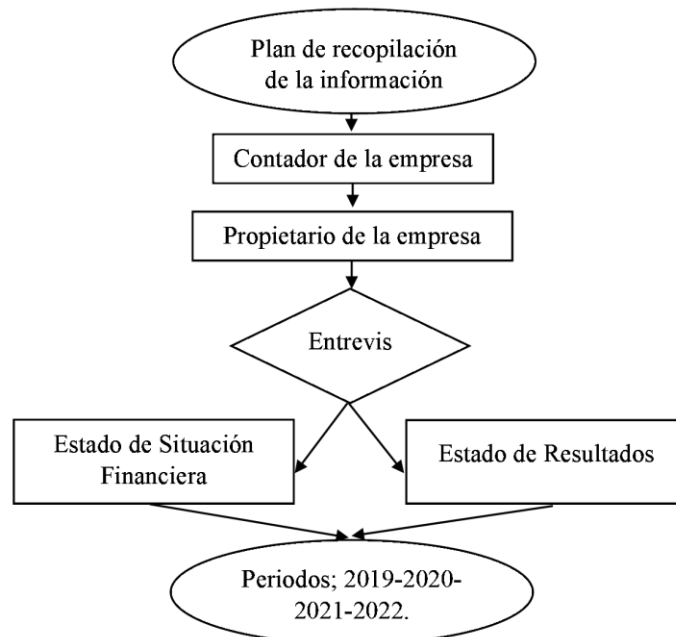 Plan de recopilación
de la información
Contador de la empresa
Propietario de la empresa
Entrevis
Estado de Situación
Financiera
Estado de Resultados
Periodos; 2019-2020-
2021-2022.